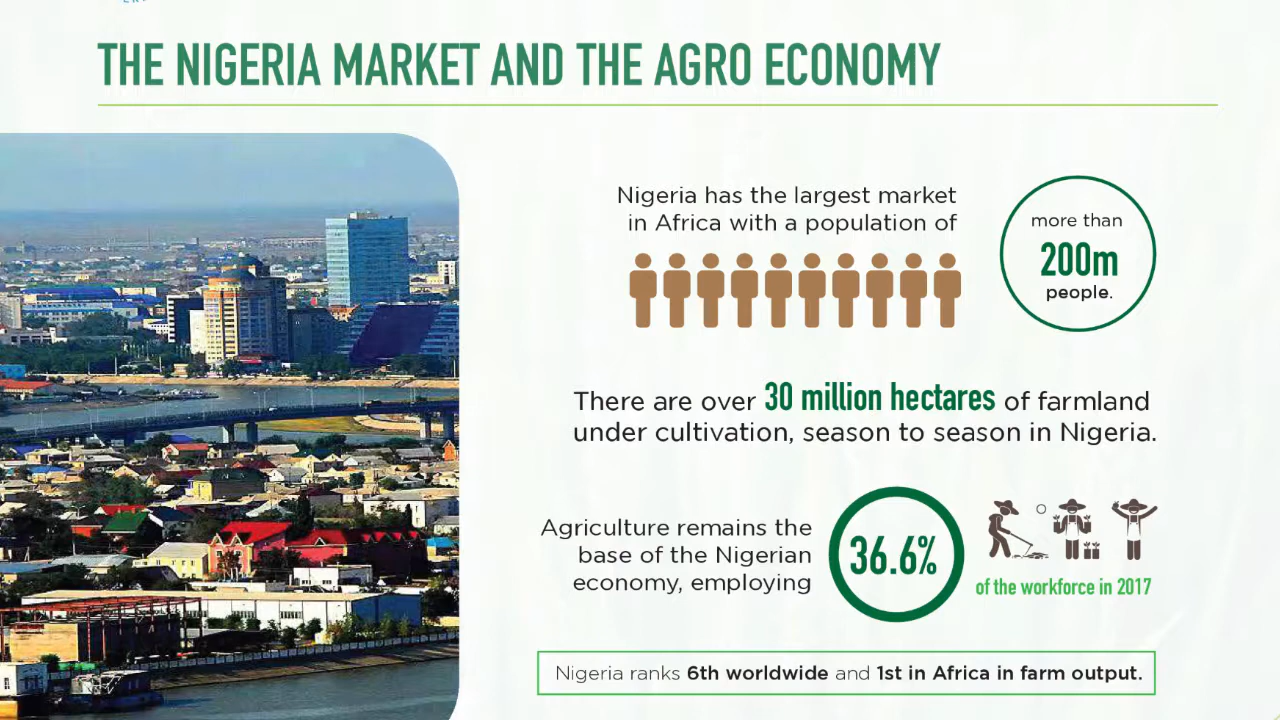 THE NIGERIA MARKET AND THE AGRO ECONOMY
Nigeria has the largest market
in Africa with a population of
more than
200m
people.
There are over 30 million hectares of farmland
under cultivation, season to season in Nigeria.
Agriculture remains the
base of the Nigerian
economy, employing
36.6%
of the workforce in 2017
Nigeria ranks 6th worldwide and 1st in Africa in farm output.